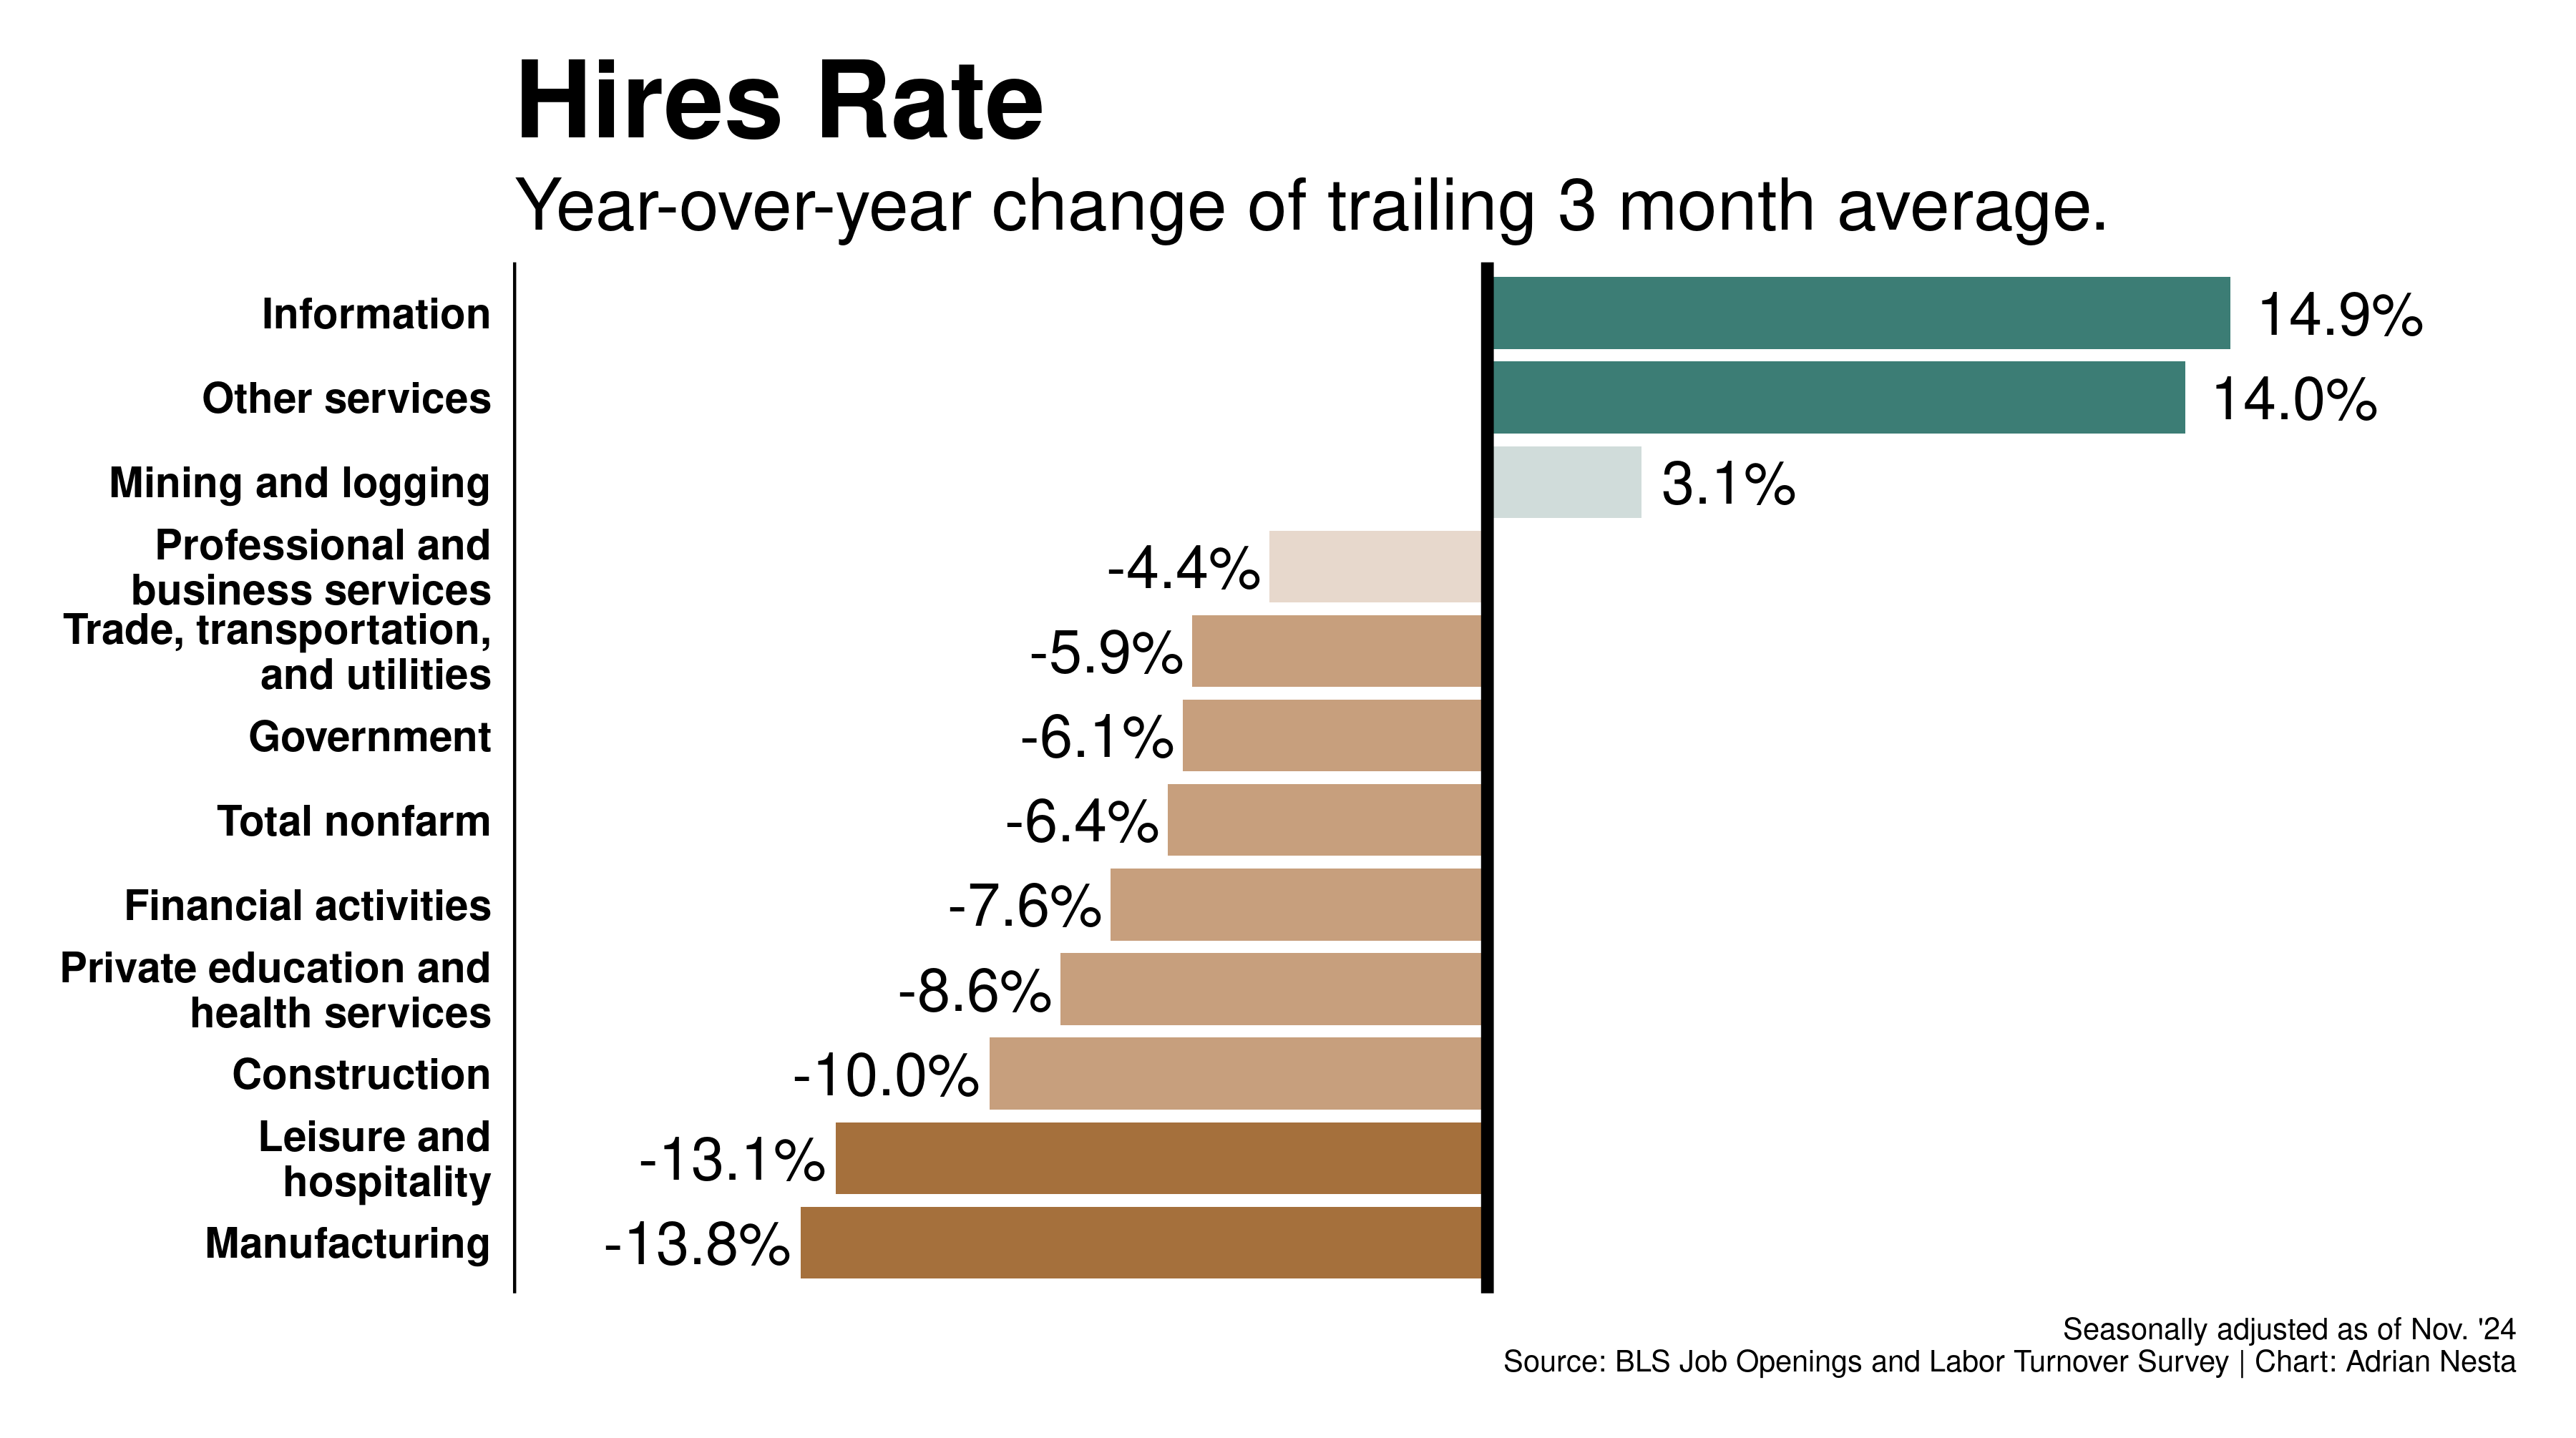 Hires Rate
Year-over-year change of trailing 3 month average.
Information
14.9%
Other services
14.0%
Mining and logging
3.1%
Professional and
business services
-4.4%
Trade, transportation,
and utilities
-5.9%
Government
-6.1%
Total nonfarm
-6.4%
Financial activities
-7.6%
Private education and
health services
-8.6%
Construction
-10.0%
Leisure and
hospitality
-13.1%
Manufacturing
-13.8%
Seasonally adjusted as of Nov. '24
Source: BLS Job Openings and Labor Turnover Survey | Chart: Adrian Nesta